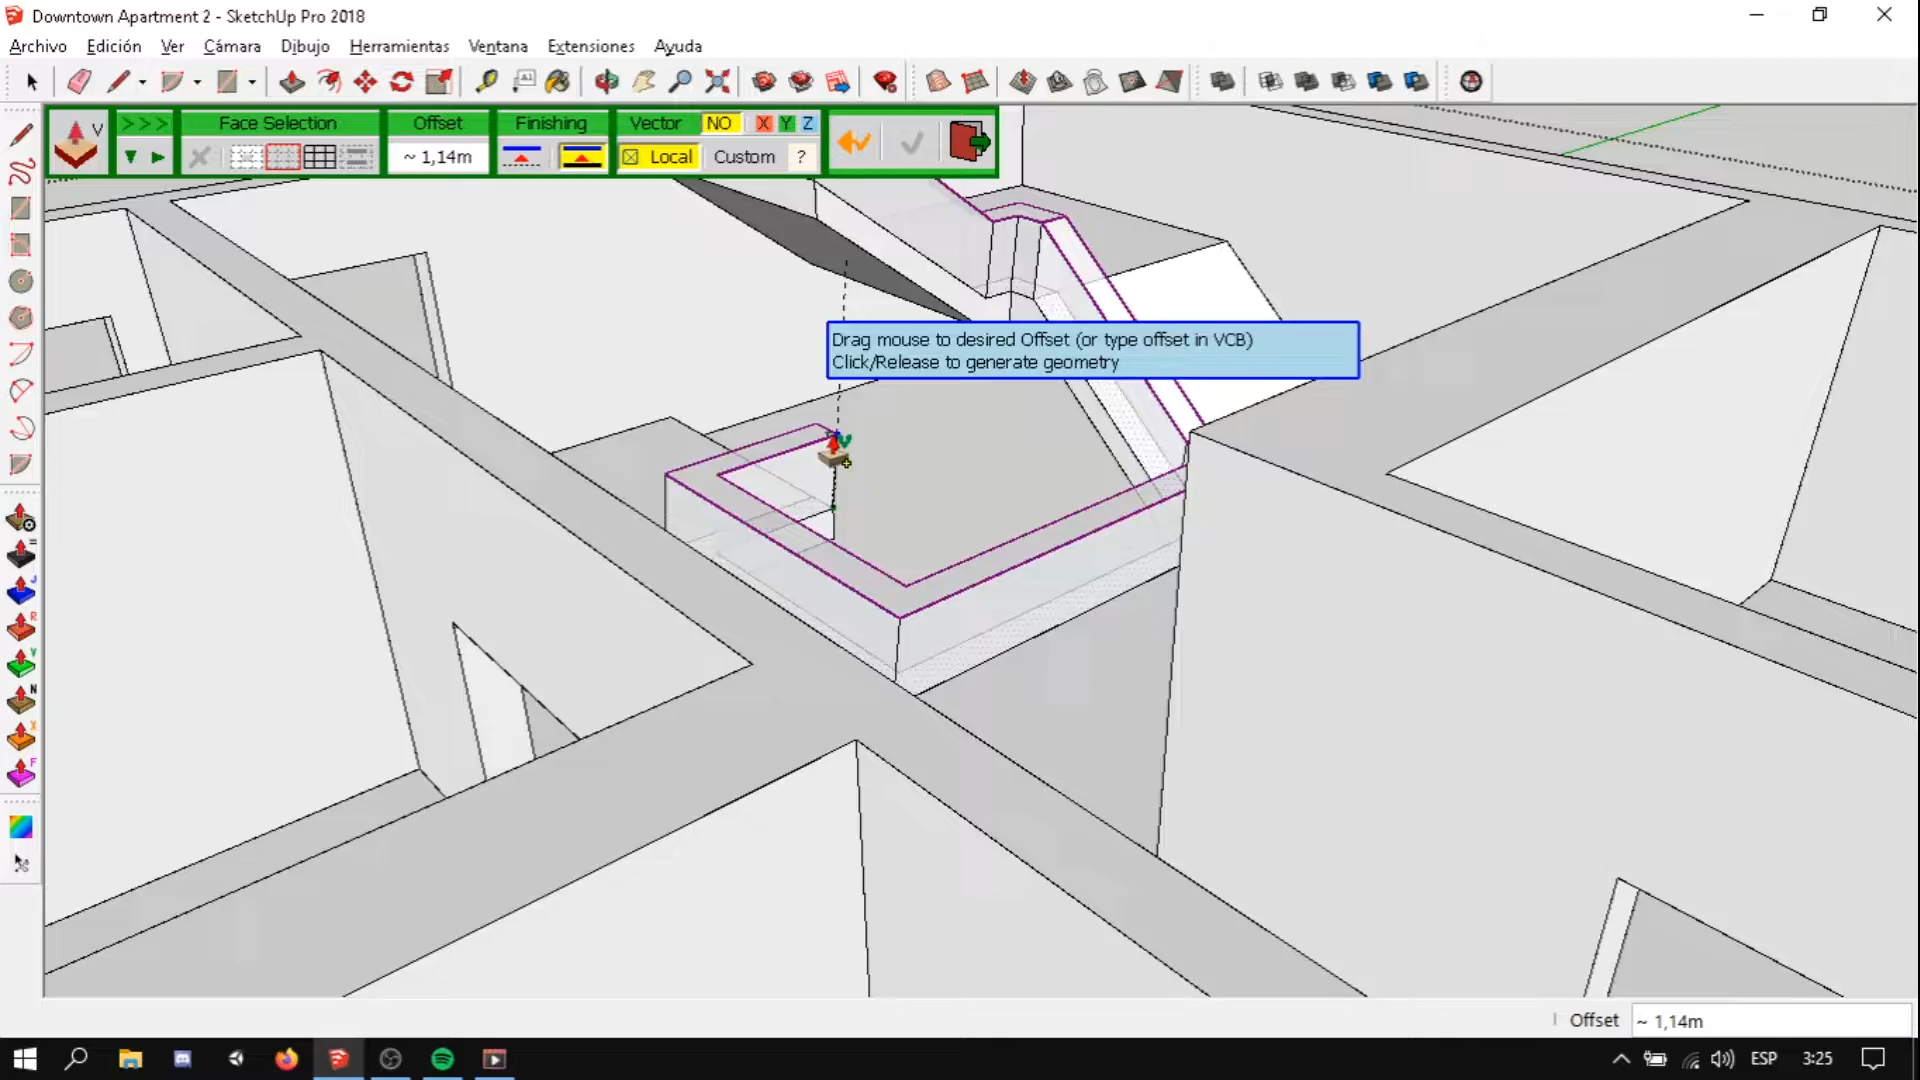 Downtown Apartment 2 - SketchUp Pro 2018
Archivo Edición Ver Cámara Dibujo Herramientas Ventana Extensiones Ayuda
A1
V >>> Face Selection Offset Finishing Vector NO X Y Z
~ 1,14m Local Custom ?
Drag mouse to desired Offset (or type offset in VCB)
Click/Release to generate geometry
J
R
V
N
X
F
Offset ~ 1,14m
ESP 3:25